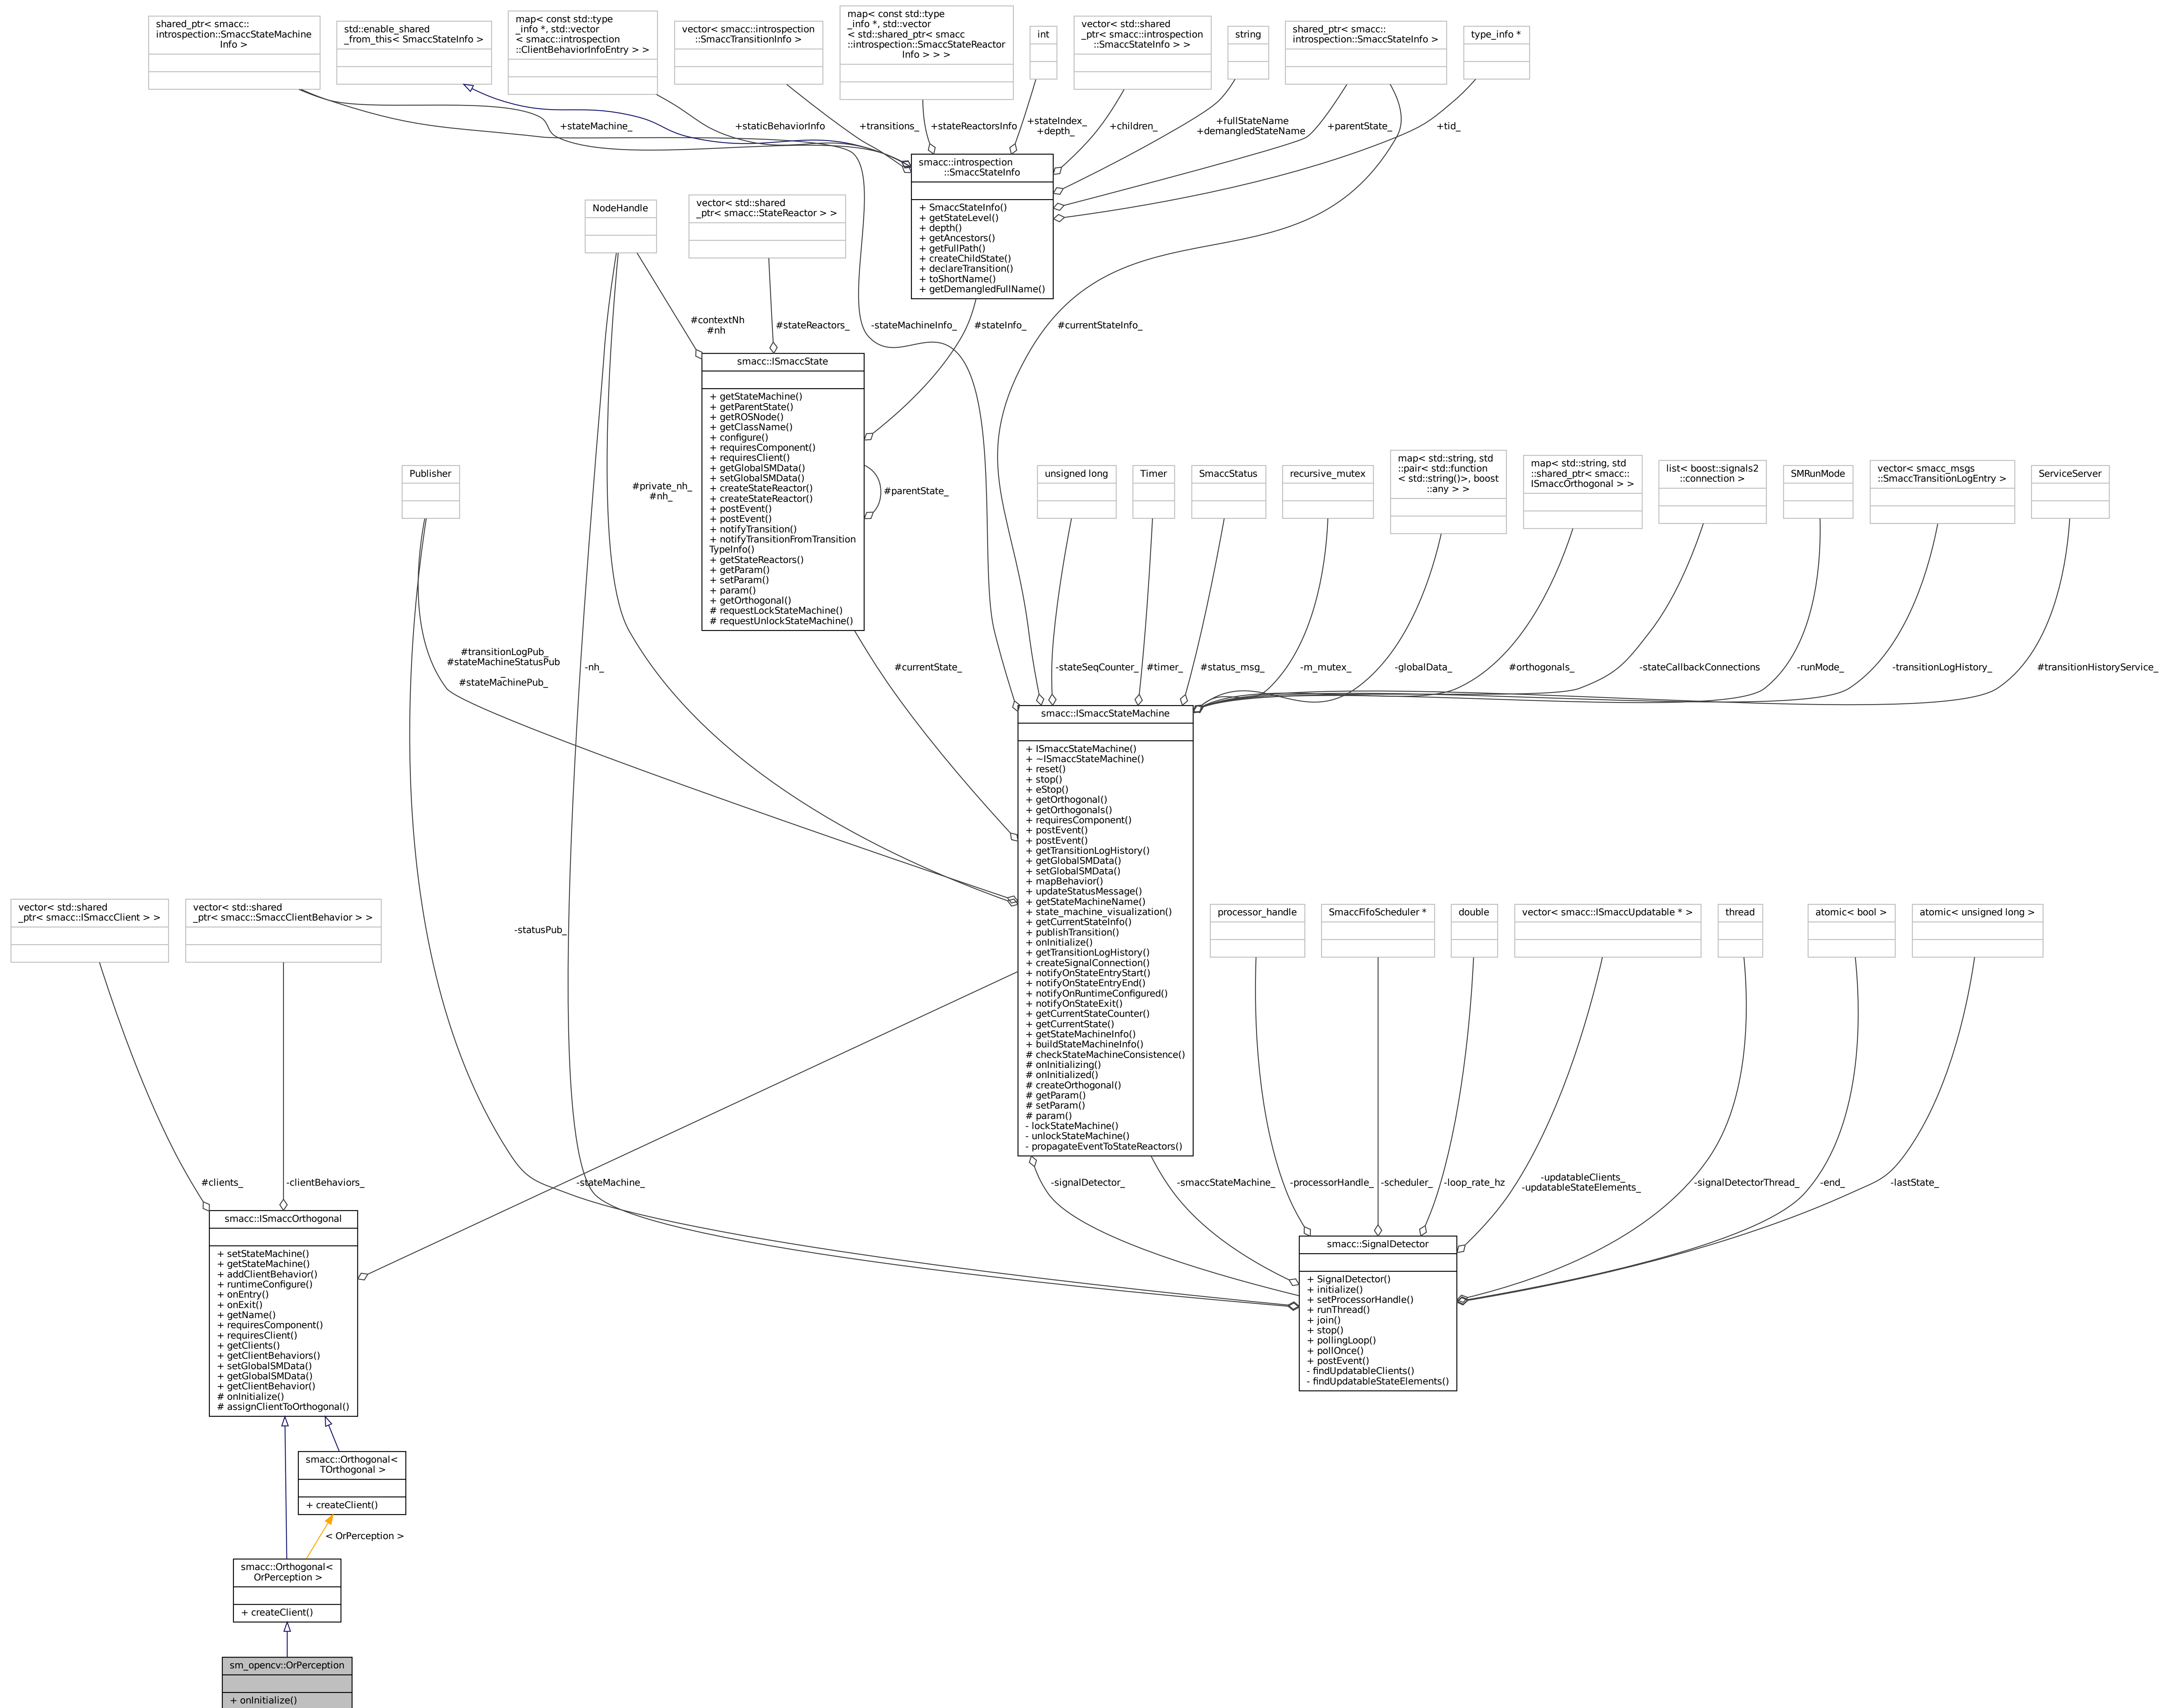 shared_ptr< smacc::
introspection::SmaccStateMachine
Info >
std::enable_shared
_from_this< SmaccStateInfo >
map< const std::type
_info *, std::vector
< smacc::introspection
::ClientBehaviorInfoEntry > >
vector< smacc::introspection
::SmaccTransitionInfo >
map< const std::type
_info *, std::vector
< std::shared_ptr< smacc
::introspection::SmaccStateReactor
Info > > >
int
vector< std::shared
_ptr< smacc::introspection
::SmaccStateInfo > >
string
shared_ptr< smacc::
introspection::SmaccStateInfo >
type_info *
+stateMachine_
+staticBehaviorInfo
+transitions_
+stateReactorsInfo
+stateIndex_
+depth_
+children_
+fullStateName
+demangledStateName
+parentState_
+tid_
smacc::introspection
::SmaccStateInfo
+ SmaccStateInfo()
+ getStateLevel()
+ depth()
+ getAncestors()
+ getFullPath()
+ createChildState()
+ declareTransition()
+ toShortName()
+ getDemangledFullName()
NodeHandle
vector< std::shared
_ptr< smacc::StateReactor > >
#contextNh
#nh
#stateReactors_
-stateMachineInfo_
#stateInfo_
#currentStateInfo_
smacc::ISmaccState
+ getStateMachine()
+ getParentState()
+ getROSNode()
+ getClassName()
+ configure()
+ requiresComponent()
+ requiresClient()
+ getGlobalSMData()
+ setGlobalSMData()
+ createStateReactor()
+ createStateReactor()
+ postEvent()
+ postEvent()
+ notifyTransition()
+ notifyTransitionFromTransition
TypeInfo()
+ getStateReactors()
+ getParam()
+ setParam()
+ param()
+ getOrthogonal()
# requestLockStateMachine()
# requestUnlockStateMachine()
#parentState_
Publisher
#private_nh_
#nh_
unsigned long
Timer
SmaccStatus
recursive_mutex
map< std::string, std
::pair< std::function
< std::string()>, boost
::any > >
map< std::string, std
::shared_ptr< smacc::
ISmaccOrthogonal > >
list< boost::signals2
::connection >
SMRunMode
vector< smacc_msgs
::SmaccTransitionLogEntry >
ServiceServer
#transitionLogPub_
#stateMachineStatusPub
_
#stateMachinePub_
-nh_
#currentState_
-stateSeqCounter_
#timer_
#status_msg_
-m_mutex_
-globalData_
#orthogonals_
-stateCallbackConnections
-runMode_
-transitionLogHistory_
#transitionHistoryService_
smacc::ISmaccStateMachine
+ ISmaccStateMachine()
+ ~ISmaccStateMachine()
+ reset()
+ stop()
+ eStop()
+ getOrthogonal()
+ getOrthogonals()
+ requiresComponent()
+ postEvent()
+ postEvent()
+ getTransitionLogHistory()
+ getGlobalSMData()
+ setGlobalSMData()
+ mapBehavior()
+ updateStatusMessage()
+ getStateMachineName()
+ state_machine_visualization()
+ getCurrentStateInfo()
+ publishTransition()
+ onInitialize()
+ getTransitionLogHistory()
+ createSignalConnection()
+ notifyOnStateEntryStart()
+ notifyOnStateEntryEnd()
+ notifyOnRuntimeConfigured()
+ notifyOnStateExit()
+ getCurrentStateCounter()
+ getCurrentState()
+ getStateMachineInfo()
+ buildStateMachineInfo()
# checkStateMachineConsistence()
# onInitializing()
# onInitialized()
# createOrthogonal()
# getParam()
# setParam()
# param()
- lockStateMachine()
- unlockStateMachine()
- propagateEventToStateReactors()
vector< std::shared
_ptr< smacc::ISmaccClient > >
vector< std::shared
_ptr< smacc::SmaccClientBehavior > >
-statusPub_
processor_handle
SmaccFifoScheduler *
double
vector< smacc::ISmaccUpdatable * >
thread
atomic< bool >
atomic< unsigned long >
#clients_
-clientBehaviors_
-stateMachine_
-signalDetector_
-smaccStateMachine_
-processorHandle_
-scheduler_
-loop_rate_hz
-updatableClients_
-updatableStateElements_
-signalDetectorThread_
-end_
-lastState_
smacc::ISmaccOrthogonal
+ setStateMachine()
+ getStateMachine()
+ addClientBehavior()
+ runtimeConfigure()
+ onEntry()
+ onExit()
+ getName()
+ requiresComponent()
+ requiresClient()
+ getClients()
+ getClientBehaviors()
+ setGlobalSMData()
+ getGlobalSMData()
+ getClientBehavior()
# onInitialize()
# assignClientToOrthogonal()
smacc::SignalDetector
+ SignalDetector()
+ initialize()
+ setProcessorHandle()
+ runThread()
+ join()
+ stop()
+ pollingLoop()
+ pollOnce()
+ postEvent()
- findUpdatableClients()
- findUpdatableStateElements()
smacc::Orthogonal<
TOrthogonal >
+ createClient()
< OrPerception >
smacc::Orthogonal<
OrPerception >
+ createClient()
sm_opencv::OrPerception
+ onInitialize()